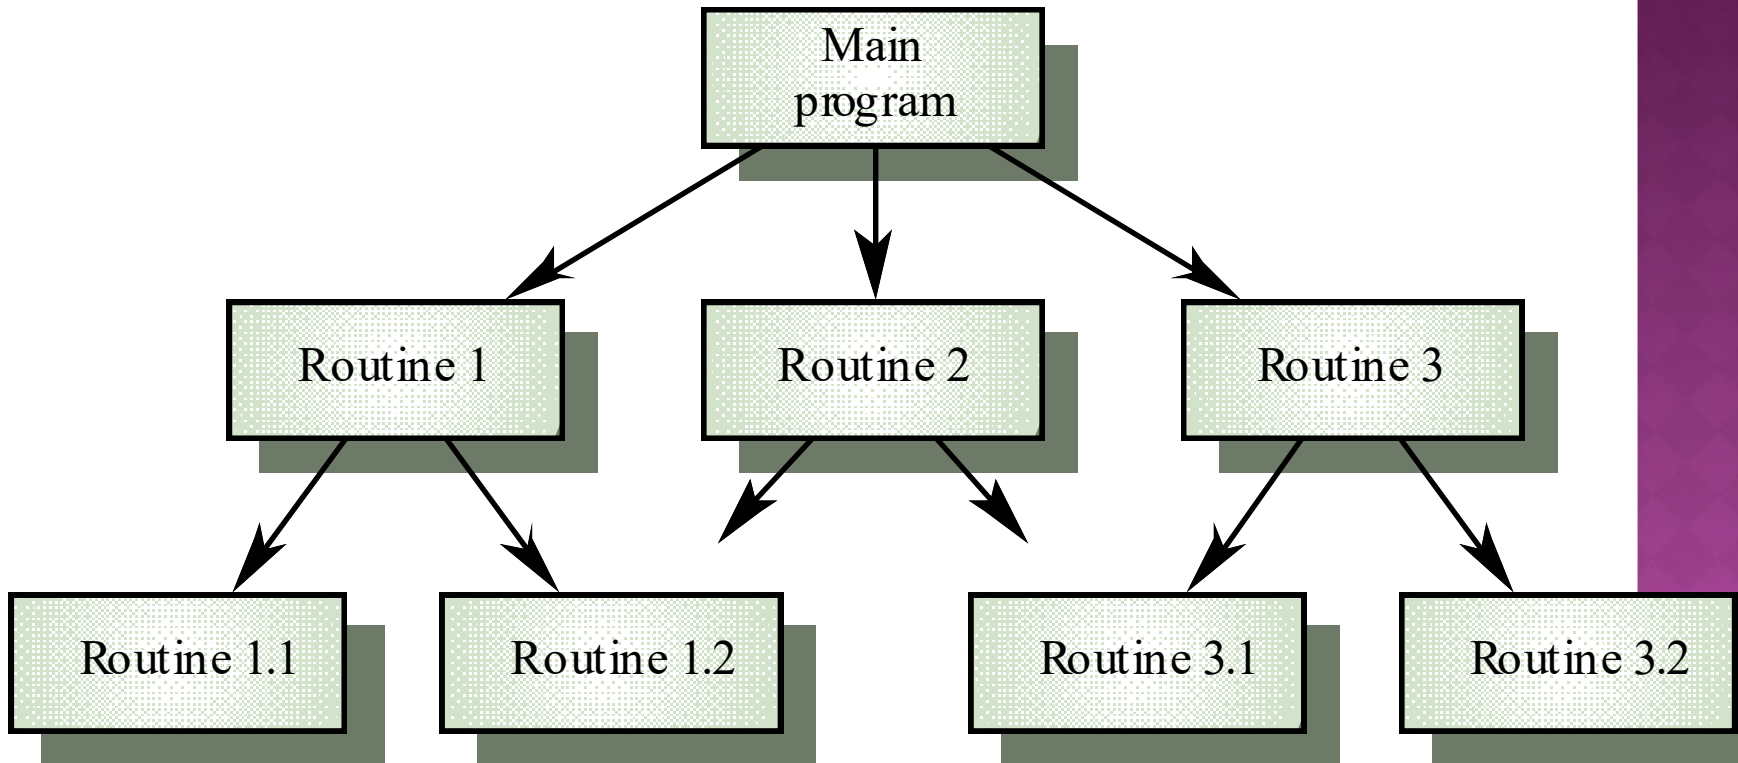 Main
program
Routine 1
Routine 2
Routine 3
Routine 1.1
Routine 1.2
Routine 3.1
Routine 3.2